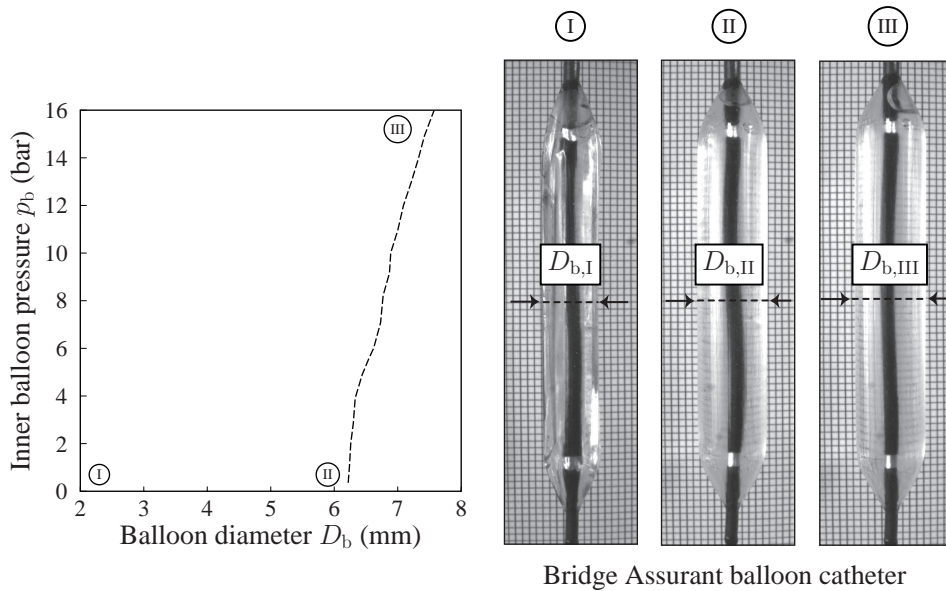 I II III
16
14
12
10
8
6
4
2
0
2 3 4 5 6 7 8
Inner balloon pressure p_b (bar)
Balloon diameter D_b (mm)
III
I
II
D_b,I D_b,II D_b,III
Bridge Assurant balloon catheter